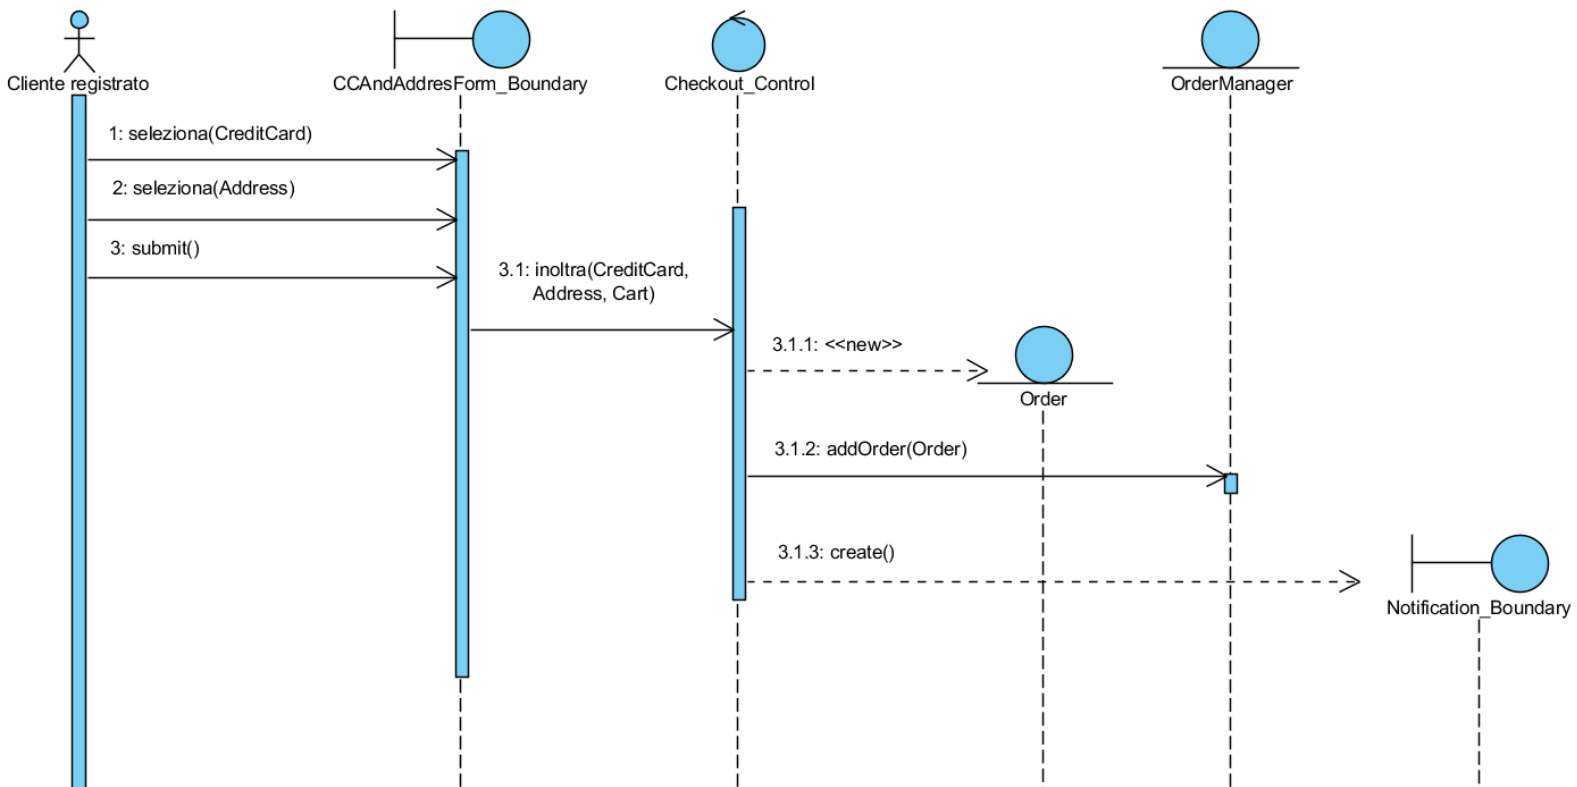 Cliente registrato
CCAndAddresForm_Boundary
Checkout_Control
OrderManager
1: seleziona(CreditCard)
2: seleziona(Address)
3: submit()
3.1: inoltra(CreditCard,
Address, Cart)
3.1.1: <<new>>
Order
3.1.2: addOrder(Order)
3.1.3: create()
Notification_Boundary